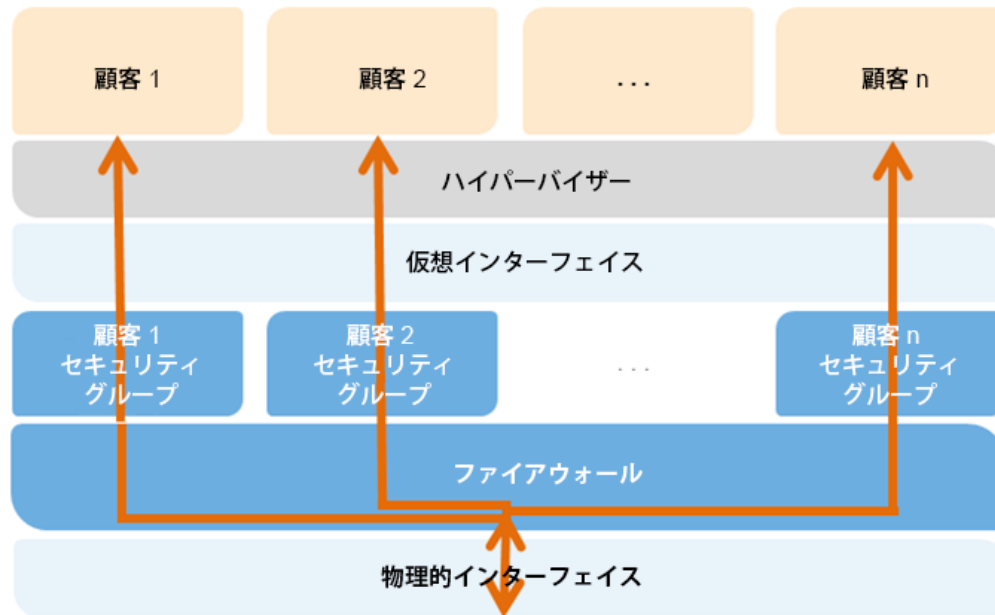 顧客 1
顧客 2
...
顧客 n
ハイパーバイザー
仮想インターフェイス
顧客 1
セキュリティ
グループ
顧客 2
セキュリティ
グループ
...
顧客 n
セキュリティ
グループ
ファイアウォール
物理的インターフェイス